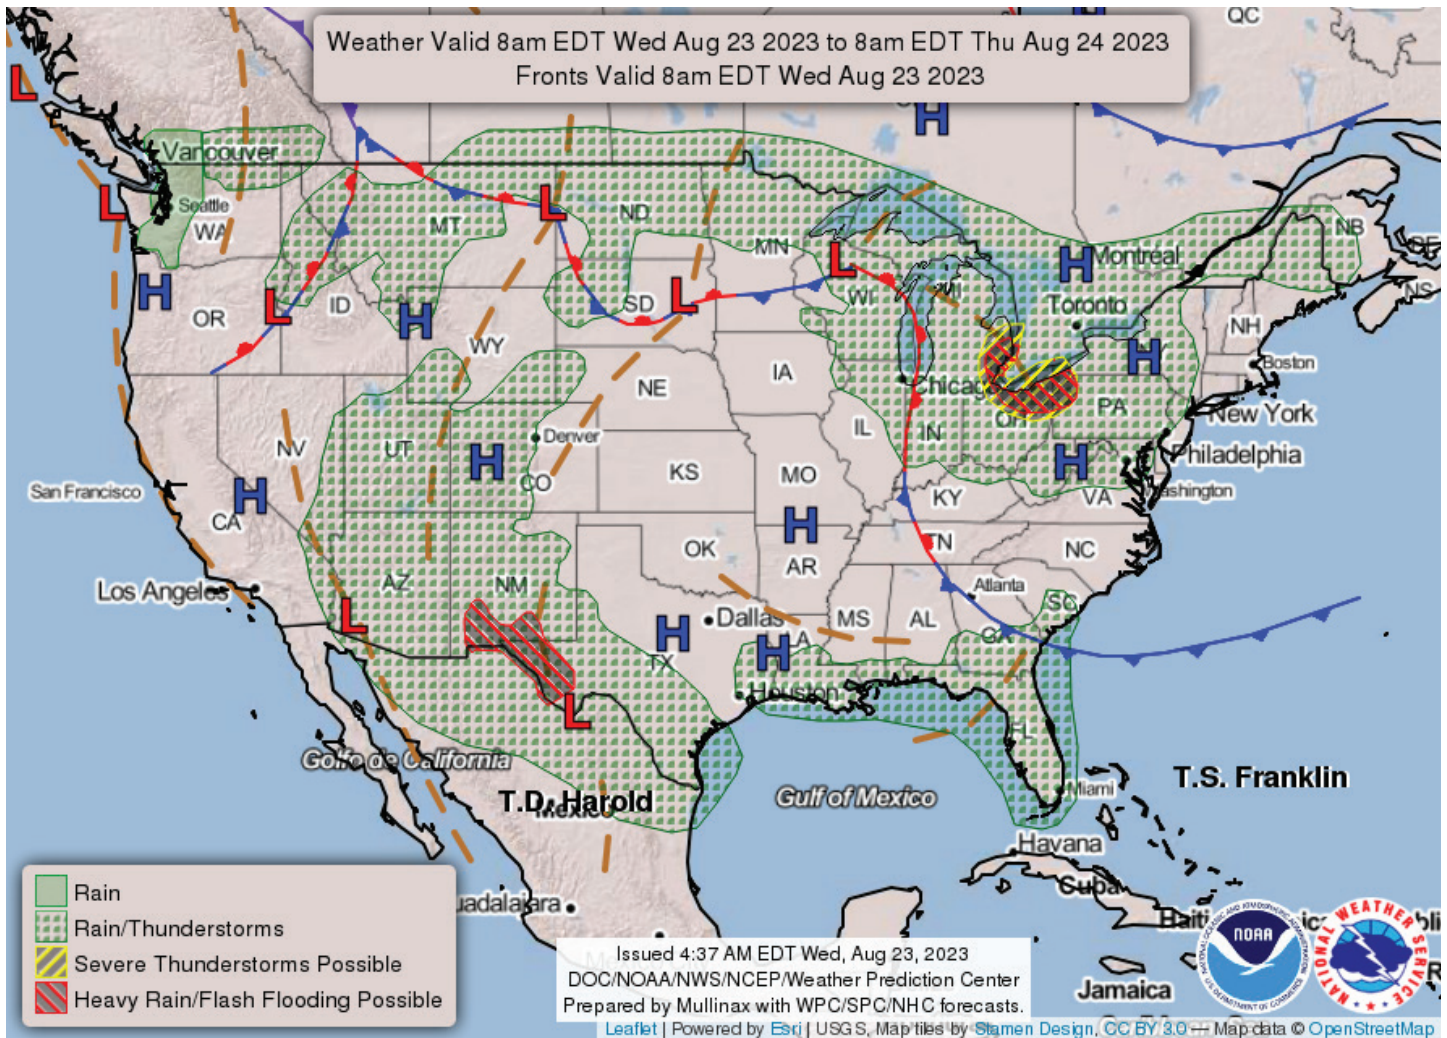 QC
Weather Valid 8am EDT Wed Aug 23 2023 to 8am EDT Thu Aug 24 2023
Fronts Valid 8am EDT Wed Aug 23 2023
L
H
Vancouver
L
Seattle
WA
MT
L
ND
MN
L
WI
MI
H
Montréal
NB
NS
H
OR
L
ID
H
WY
SD
L
Toronto
NH
H
Boston
IA
NE
Chicag
OH
PA
New York
NV
UT
H
Denver
CO
KS
MO
IL
IN
H
Philadelphia
San Francisco
CA
H
KY
VA
ashington
OK
H
AR
TN
NC
Los Angeles
AZ
NM
Atlanta
L
H
TX
Dallas
H
LA
MS
AL
GA
SC
Houston
L
FL
Golfo de California
T.D. Harold
México
Gulf of Mexico
Miami
T.S. Franklin
Havana
Cuba
Haiti
uadalajara
Jamaica
Rain
Rain/Thunderstorms
Severe Thunderstorms Possible
Heavy Rain/Flash Flooding Possible
Issued 4:37 AM EDT Wed, Aug 23, 2023
DOC/NOAA/NWS/NCEP/Weather Prediction Center
Prepared by Mullinax with WPC/SPC/NHC forecasts.
NOAA
NATIONAL WEATHER SERVICE
Leaflet | Powered by Esri | USGS, Map tiles by Stamen Design, CC BY 3.0 — Map data © OpenStreetMap